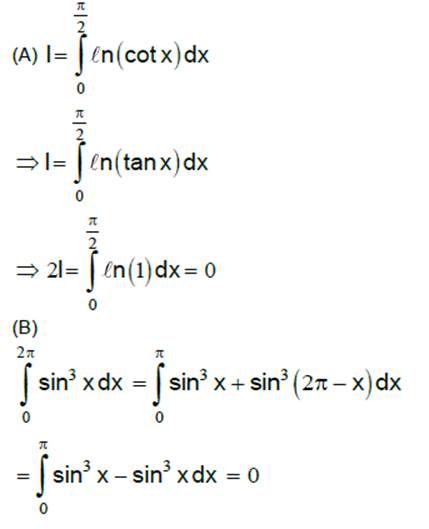 (A) I= ∫₀^{π/2} ℓn(cot x)dx
⇒ I= ∫₀^{π/2} ℓn(tan x)dx
⇒ 2I= ∫₀^{π/2} ℓn(1)dx = 0
(B)
∫₀^{2π} sin³ x dx = ∫₀^{π} sin³ x + sin³ (2π − x)dx
= ∫₀^{π} sin³ x − sin³ x dx = 0